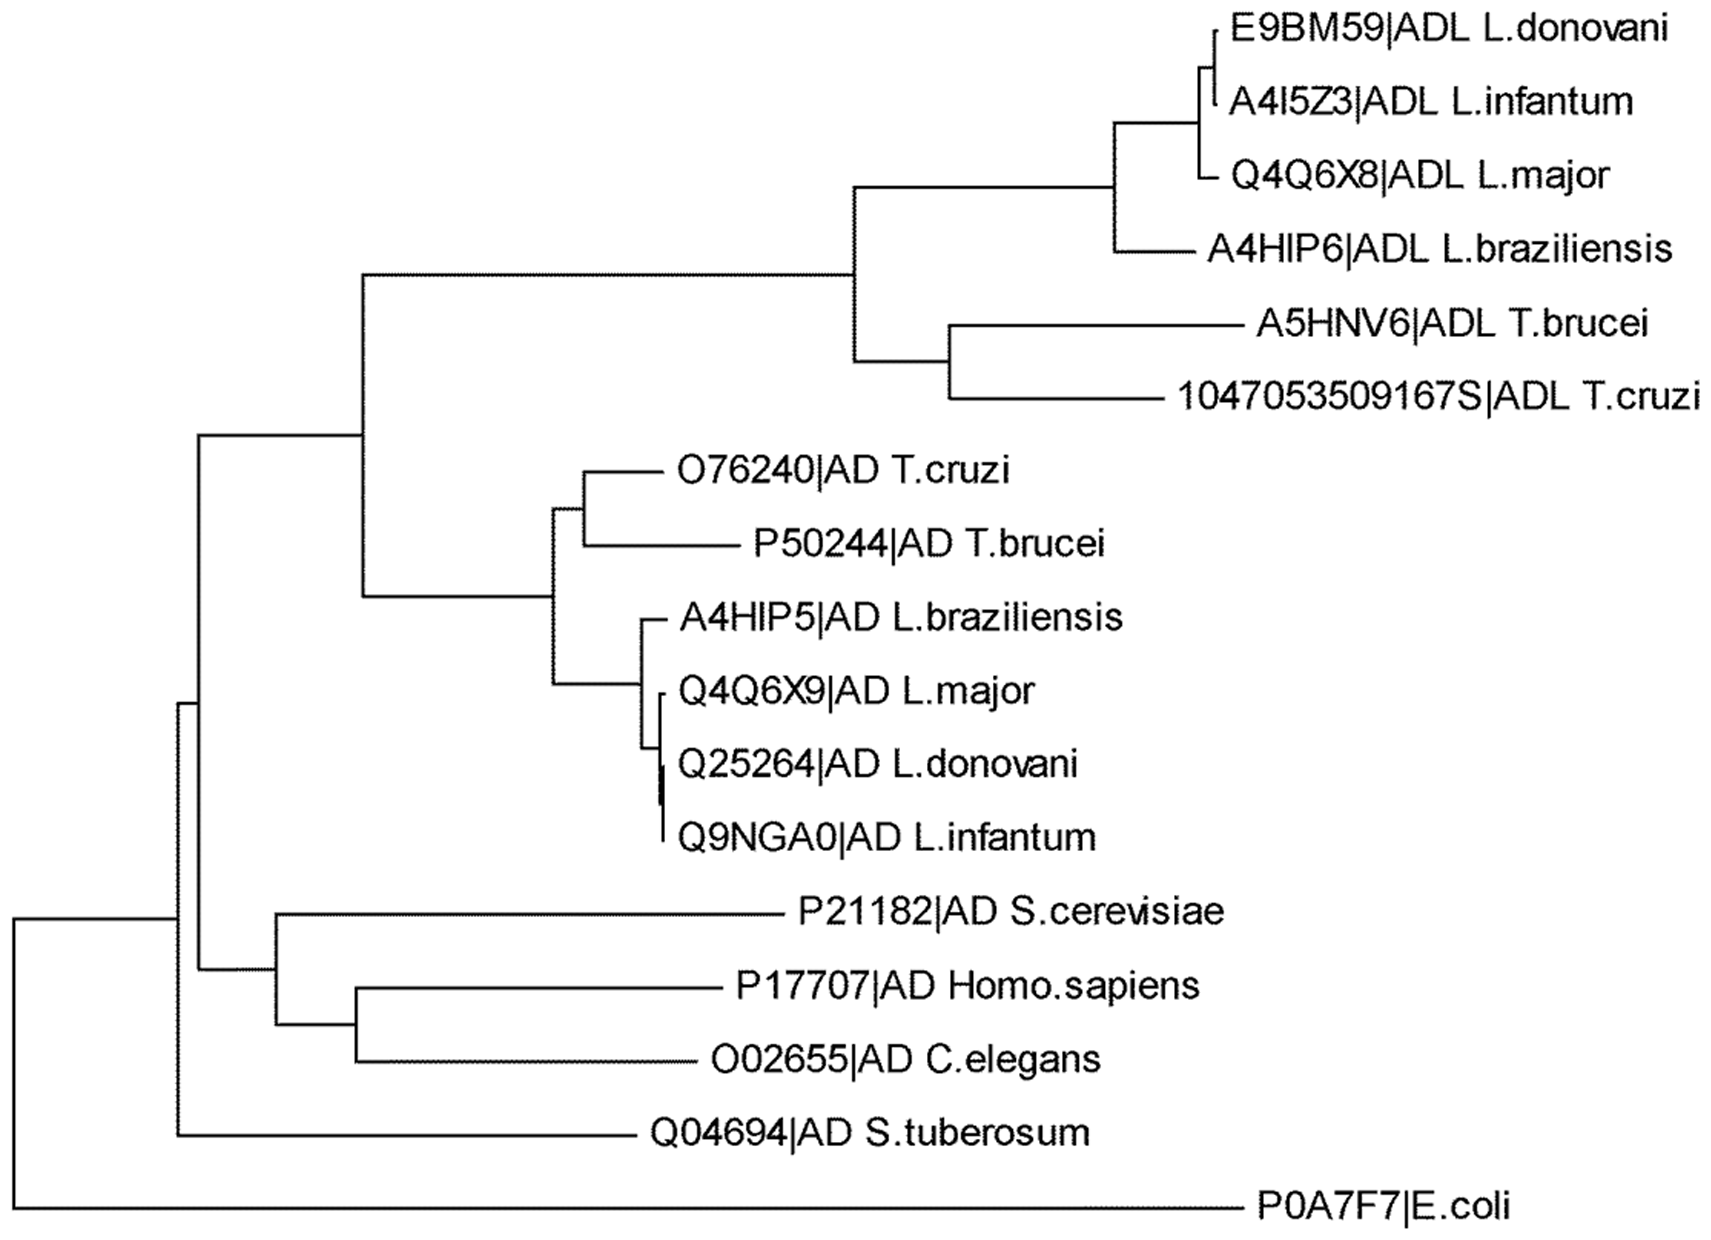 E9BM59|ADL L.donovani
A4I5Z3|ADL L.infantum
Q4Q6X8|ADL L.major
A4HIP6|ADL L.braziliensis
A5HNV6|ADL T.brucei
1047053509167S|ADL T.cruzi
O76240|AD T.cruzi
P50244|AD T.brucei
A4HIP5|AD L.braziliensis
Q4Q6X9|AD L.major
Q25264|AD L.donovani
Q9NGA0|AD L.infantum
P21182|AD S.cerevisiae
P17707|AD Homo.sapiens
O02655|AD C.elegans
Q04694|AD S.tuberosum
P0A7F7|E.coli